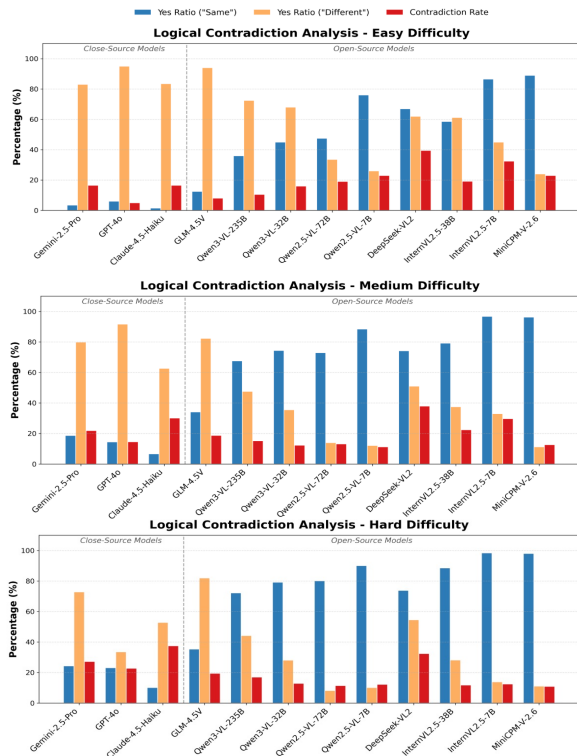 Yes Ratio ("Same") Yes Ratio ("Different") Contradiction Rate
Logical Contradiction Analysis - Easy Difficulty
Close-Source Models Open-Source Models
Percentage (%)
100
80
60
40
20
0
Gemini-2.5-Pro
GPT-4o
Claude-4.5-Haiku
GLM-4.5V
Qwen3-VL-235B
Qwen3-VL-32B
Qwen2.5-VL-72B
Qwen2.5-VL-7B
DeepSeek-VL2
InternVL2.5-38B
InternVL2.5-7B
MiniCPM-V-2.6
Logical Contradiction Analysis - Medium Difficulty
Close-Source Models Open-Source Models
Percentage (%)
100
80
60
40
20
0
Gemini-2.5-Pro
GPT-4o
Claude-4.5-Haiku
GLM-4.5V
Qwen3-VL-235B
Qwen3-VL-32B
Qwen2.5-VL-72B
Qwen2.5-VL-7B
DeepSeek-VL2
InternVL2.5-38B
InternVL2.5-7B
MiniCPM-V-2.6
Logical Contradiction Analysis - Hard Difficulty
Close-Source Models Open-Source Models
Percentage (%)
100
80
60
40
20
0
Gemini-2.5-Pro
GPT-4o
Claude-4.5-Haiku
GLM-4.5V
Qwen3-VL-235B
Qwen3-VL-32B
Qwen2.5-VL-72B
Qwen2.5-VL-7B
DeepSeek-VL2
InternVL2.5-38B
InternVL2.5-7B
MiniCPM-V-2.6